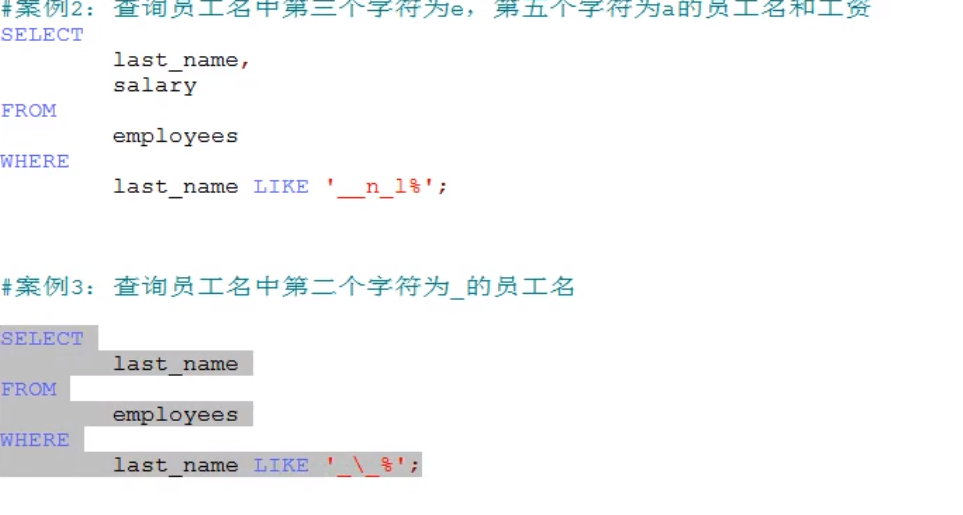 #案例2：查询员工名中第三个字符为e，第五个字符为a的员工名和工资
SELECT
last_name,
salary
FROM
employees
WHERE
last_name LIKE '__n_l%';
#案例3：查询员工名中第二个字符为_的员工名
SELECT
last_name
FROM
employees
WHERE
last_name LIKE '_\_%';